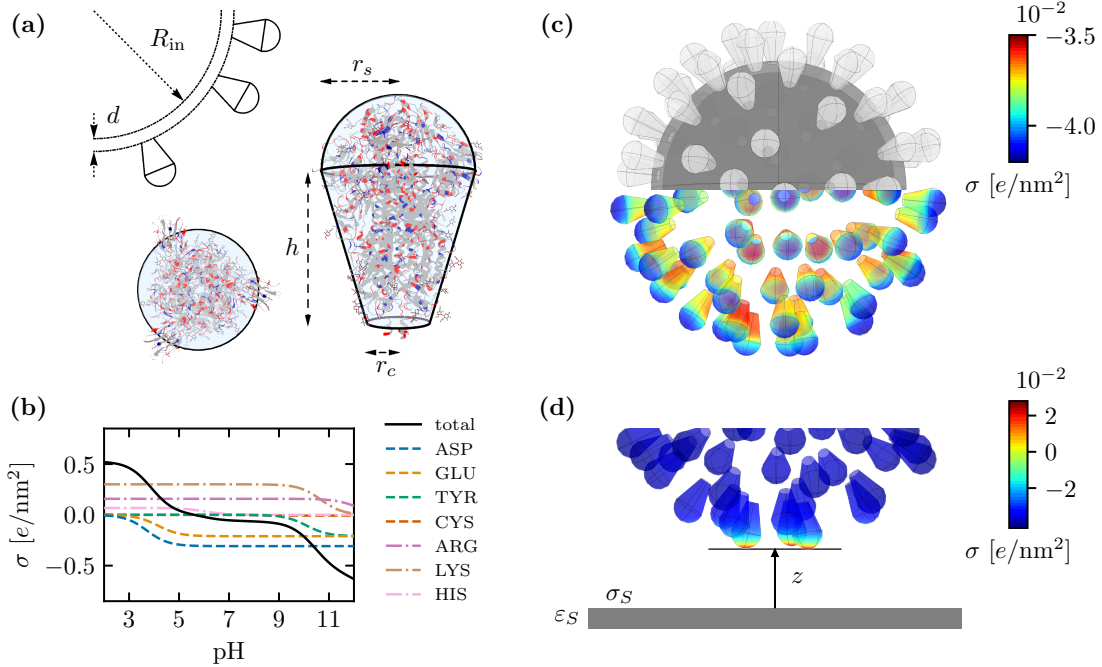 (a)
R_in
d
r_s
h
r_c
(b)
σ [e/nm²]
0.5
0.0
−0.5
3
5
7
9
11
pH
total
ASP
GLU
TYR
CYS
ARG
LYS
HIS
(c)
10⁻²
−3.5
−4.0
σ [e/nm²]
(d)
10⁻²
2
0
−2
σ [e/nm²]
z
σ_S
ε_S